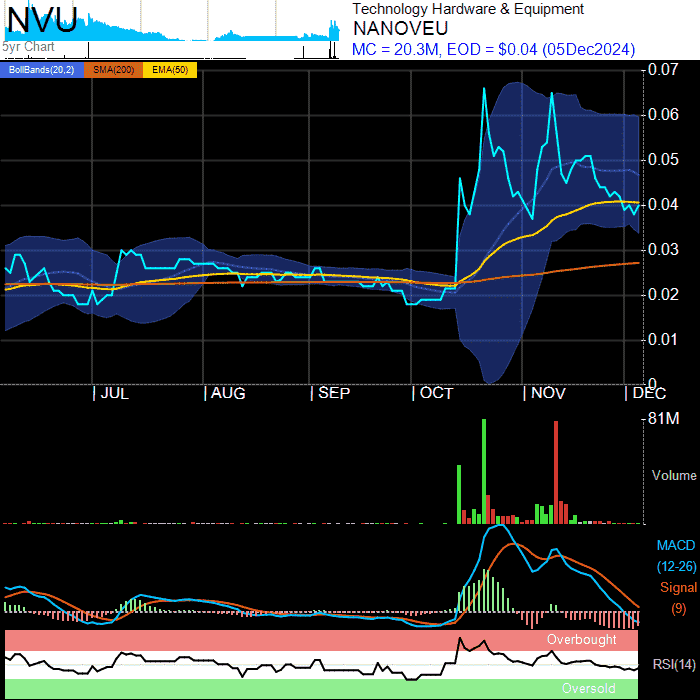 NVU
5yr Chart
Technology Hardware & Equipment
NANOVEU
MC = 20.3M, EOD = $0.04 (05Dec2024)
BollBands(20,2) SMA(200) EMA(50)
0.07
0.06
0.05
0.04
0.03
0.02
0.01
0
JUL AUG SEP OCT NOV DEC
81M
Volume
MACD
(12-26)
Signal
(9)
Overbought
RSI(14)
Oversold